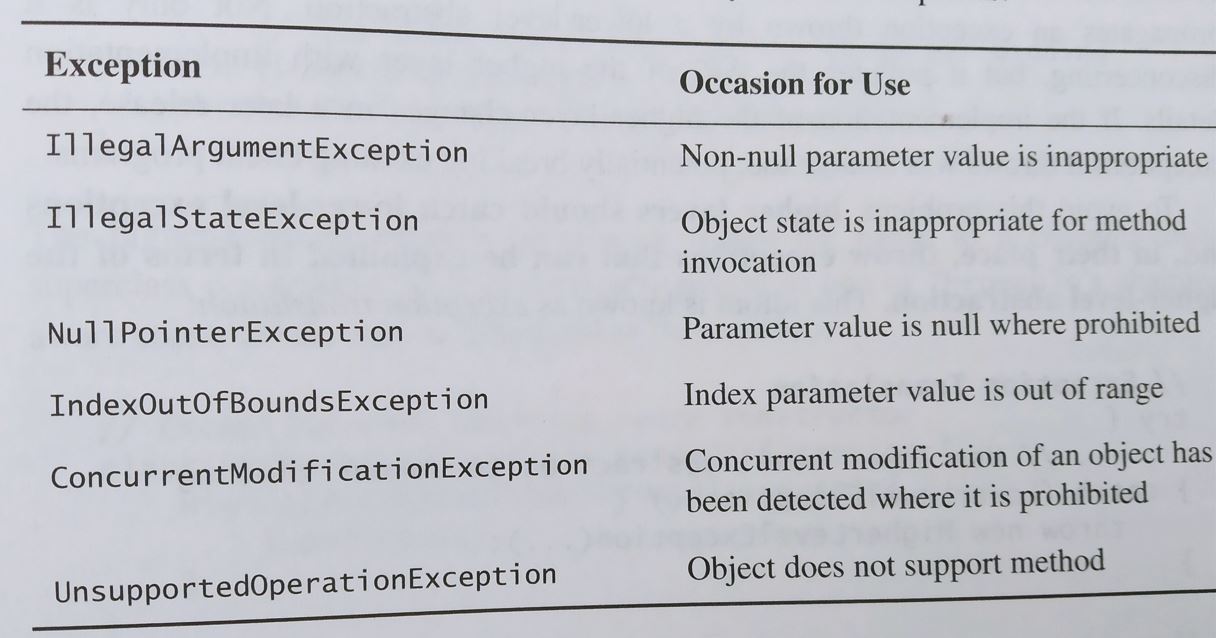 Exception
Occasion for Use
IllegalArgumentException
Non-null parameter value is inappropriate
IllegalStateException
Object state is inappropriate for method
invocation
NullPointerException
Parameter value is null where prohibited
IndexOutOfBoundsException
Index parameter value is out of range
ConcurrentModificationException
Concurrent modification of an object has
been detected where it is prohibited
UnsupportedOperationException
Object does not support method